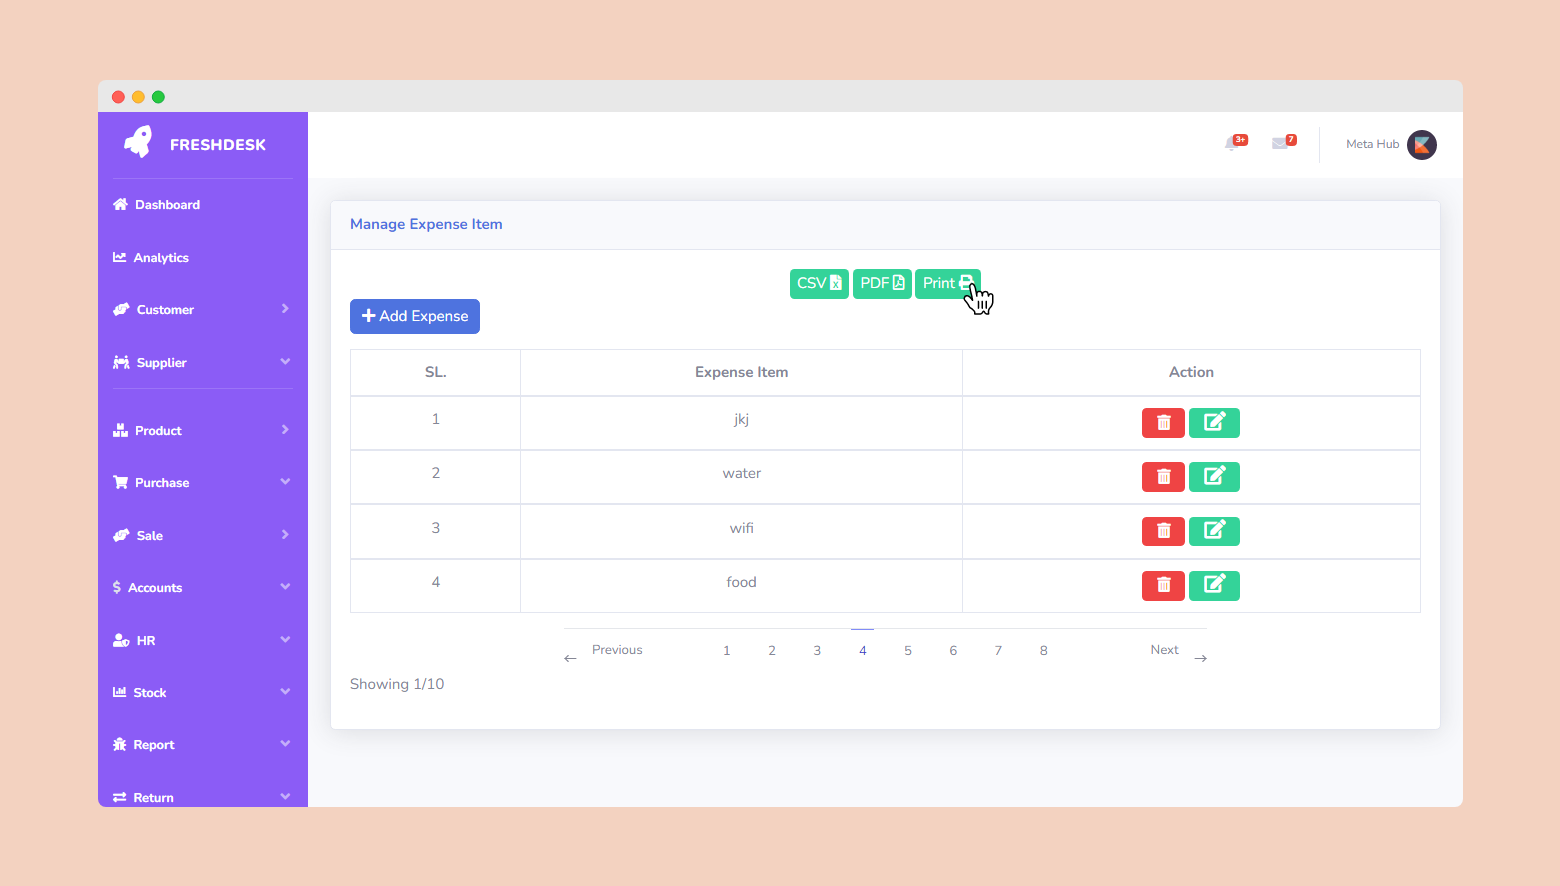 FRESHDESK
3+
7
Meta Hub
Dashboard
Analytics
Customer
Supplier
Product
Purchase
Sale
Accounts
HR
Stock
Report
Return
Manage Expense Item
CSV PDF Print
Add Expense
SL. Expense Item Action
1 jkj
2 water
3 wifi
4 food
← Previous 1 2 3 4 5 6 7 8 Next →
Showing 1/10